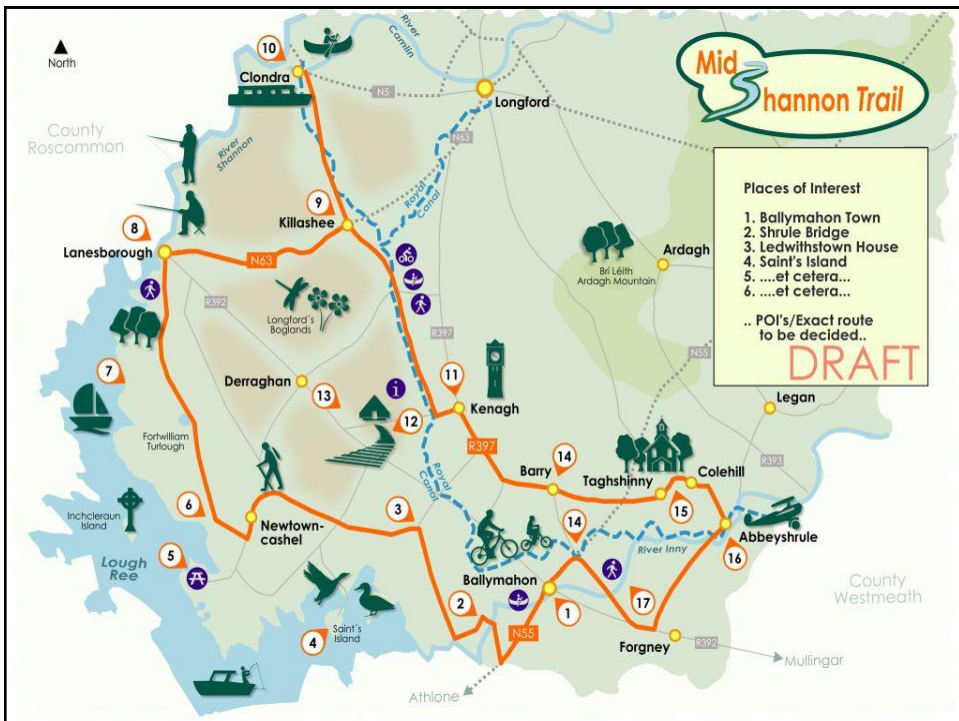 North
10
Clondra
River
Camlin
N5
Longford
Mid
Shannon Trail
County
Roscommon
River
Shannon
N63
Royal
Canal
9
Killashee
8
Lanesborough
N63
R392
Longford's
Boglands
R397
Ardagh
Brí Léith
Ardagh Mountain
Places of Interest
1. Ballymahon Town
2. Shrule Bridge
3. Ledwithstown House
4. Saint's Island
5. ....et cetera...
6. ....et cetera...
.. POI's/Exact route
to be decided..
DRAFT
N55
Legan
7
Derraghan
13
i
12
11
Kenagh
R397
Fortwilliam
Turlough
Royal
Canal
Barry
14
Taghshinny
Colehill
R393
15
Inchcleraun
Island
6
Newtown-
cashel
3
14
River Inny
Abbeyshrule
16
Lough
Ree
5
Ballymahon
1
17
County
Westmeath
2
Saint's
Island
4
N55
Forgney
R392
Mullingar
Athlone